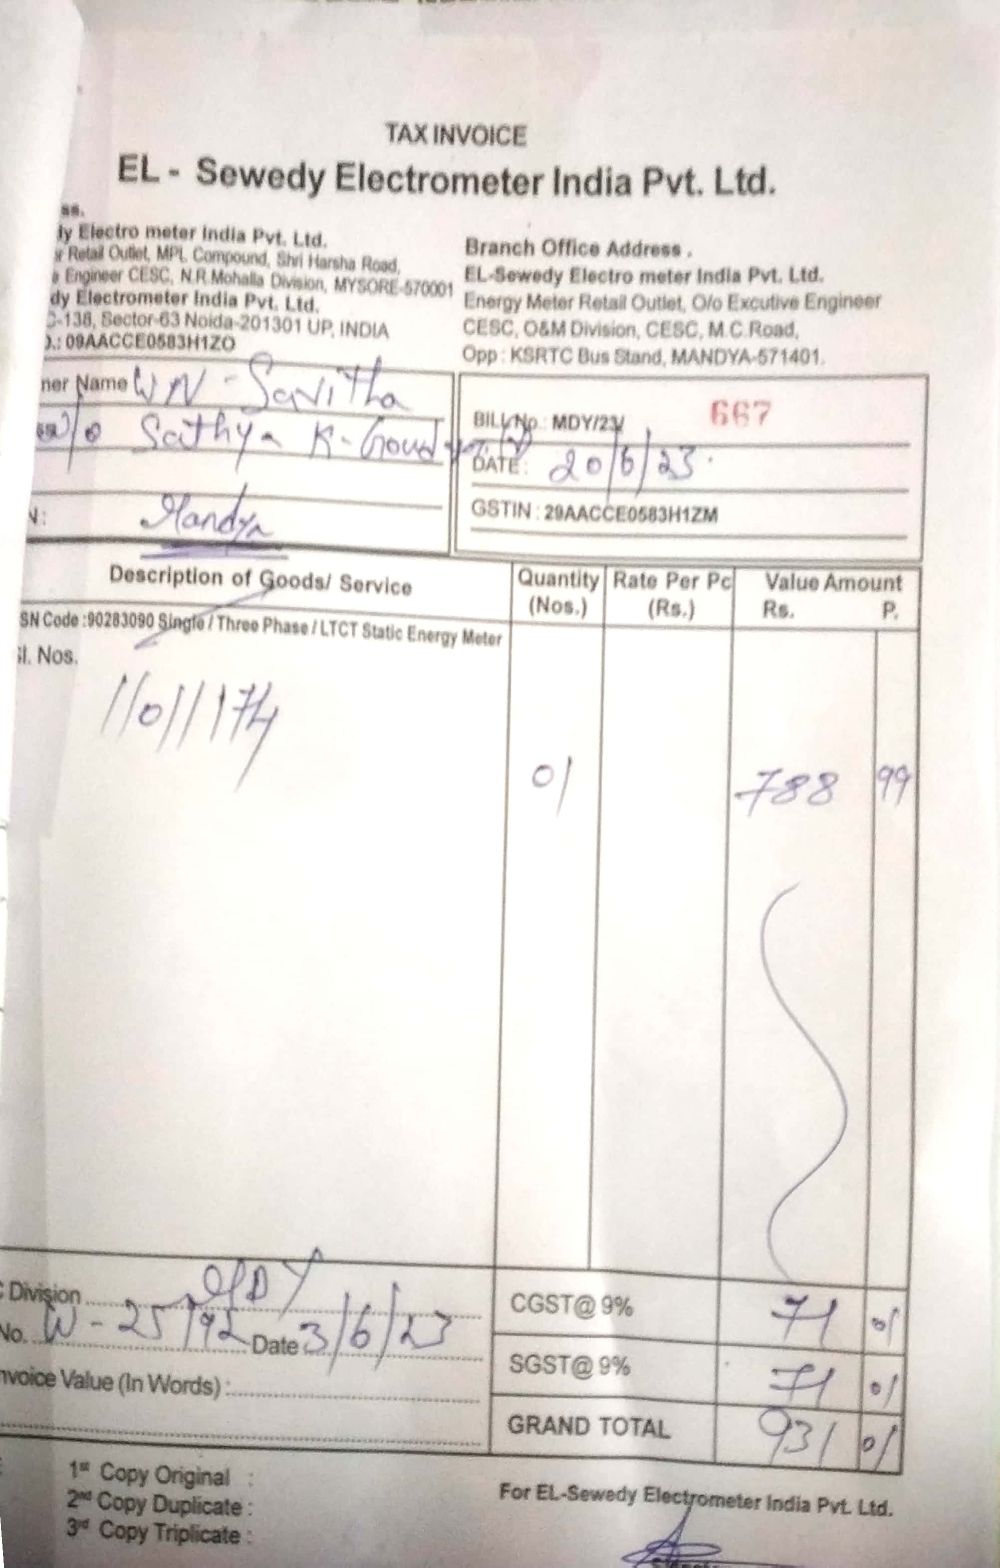 TAX INVOICE
EL - Sewedy Electrometer India Pvt. Ltd.
ss.
ly Electro meter India Pvt. Ltd.
r Retail Outlet, MPL Compound, Shri Harsha Road,
Engineer CESC, N.R.Mohalla Division, MYSORE-570001
dy Electrometer India Pvt. Ltd.
C-138, Sector-63 Noida-201301 UP, INDIA
O.: 09AACCE0583H1ZO
Branch Office Address .
EL-Sewedy Electro meter India Pvt. Ltd.
Energy Meter Retail Outlet, O/o Excutive Engineer
CESC, O&M Division, CESC, M.C.Road,
Opp : KSRTC Bus Stand, MANDYA-571401.
ner Name WN - Savitha
w/o Sathya K-Gowd
N: Mandya
BILL No : MDY/23/ 667
DATE : 20/6/23
GSTIN : 29AACCE0583H1ZM
Description of Goods/ Service Quantity (Nos.) Rate Per Pc (Rs.) Value Amount Rs. P.
SN Code :90283090 Single / Three Phase / LTCT Static Energy Meter
Sl. Nos.
11011174
01 788 99
Division MDY
No. W - 25792 Date 3/6/23
nvoice Value (In Words) :
CGST@ 9% 71 01
SGST@ 9% 71 01
GRAND TOTAL 931 01
1st Copy Original :
2nd Copy Duplicate :
3rd Copy Triplicate :
For EL-Sewedy Electrometer India Pvt. Ltd.